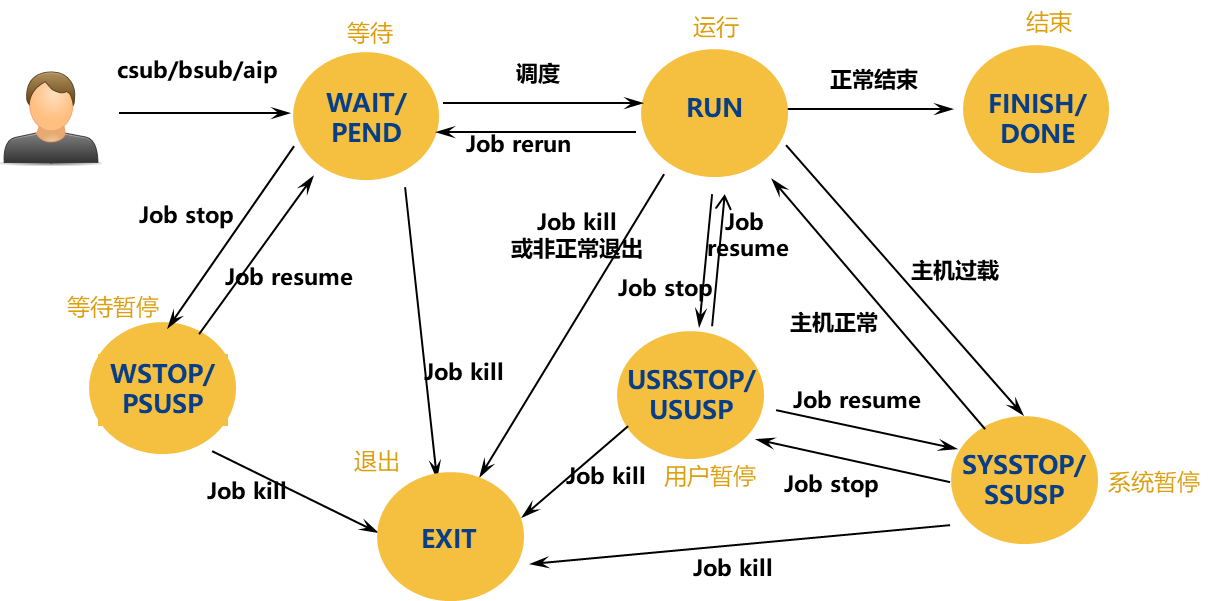 等待
运行
结束
csub/bsub/aip
调度
正常结束
WAIT/
PEND
RUN
FINISH/
DONE
Job rerun
Job stop
Job kill
或非正常退出
Job
resume
主机过载
Job resume
Job stop
等待暂停
主机正常
WSTOP/
PSUSP
Job kill
USRSTOP/
USUSP
Job resume
退出
用户暂停
Job kill
Job stop
SYSSTOP/
SSUSP
系统暂停
Job kill
EXIT
Job kill